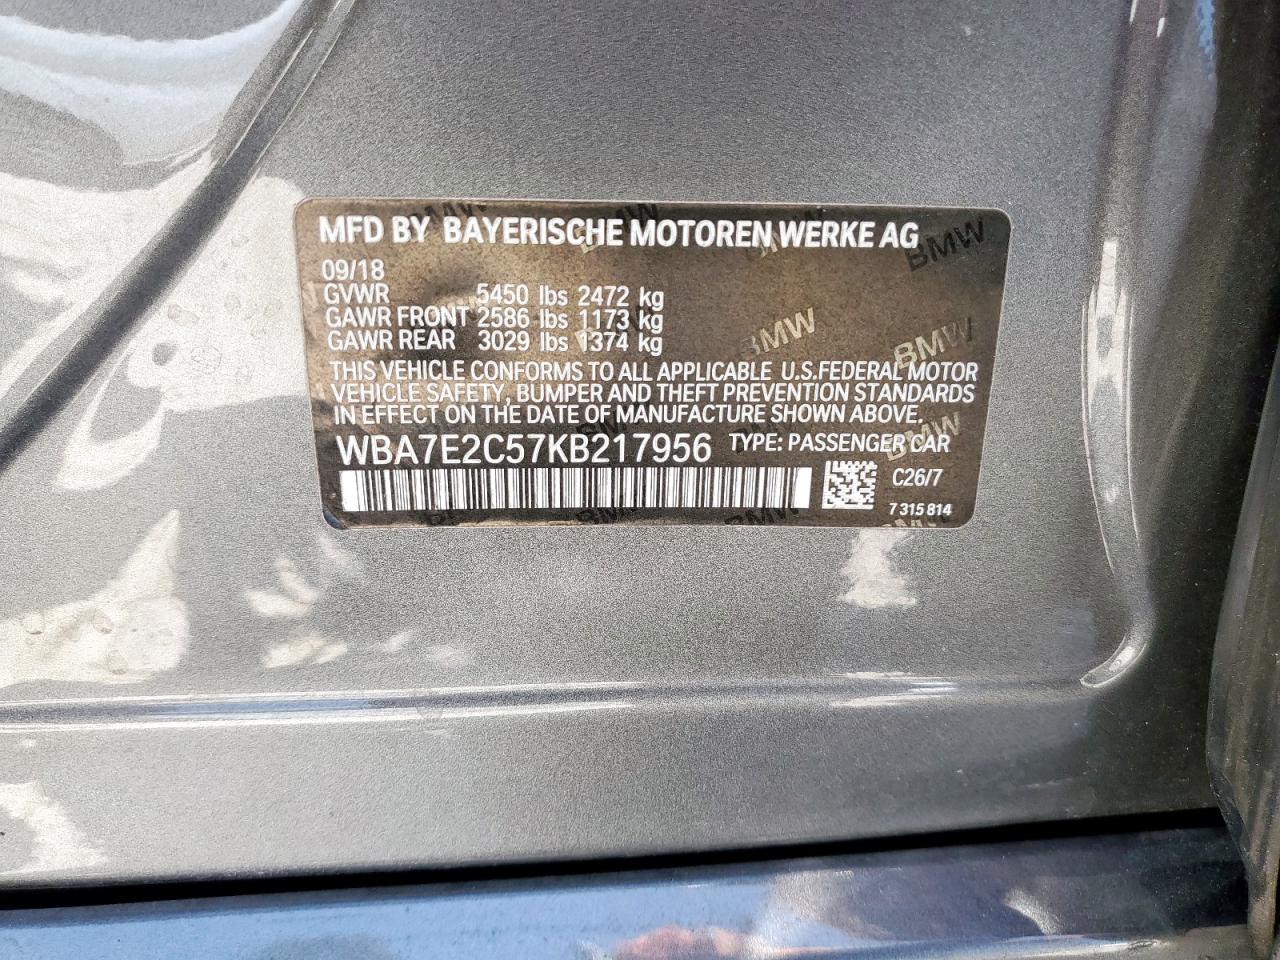 MFD BY BAYERISCHE MOTOREN WERKE AG
09/18
GVWR 5450 lbs 2472 kg
GAWR FRONT 2586 lbs 1173 kg
GAWR REAR 3029 lbs 1374 kg
THIS VEHICLE CONFORMS TO ALL APPLICABLE U.S.FEDERAL MOTOR
VEHICLE SAFETY, BUMPER AND THEFT PREVENTION STANDARDS
IN EFFECT ON THE DATE OF MANUFACTURE SHOWN ABOVE.
WBA7E2C57KB217956 TYPE: PASSENGER CAR
C26/7
7 315 814